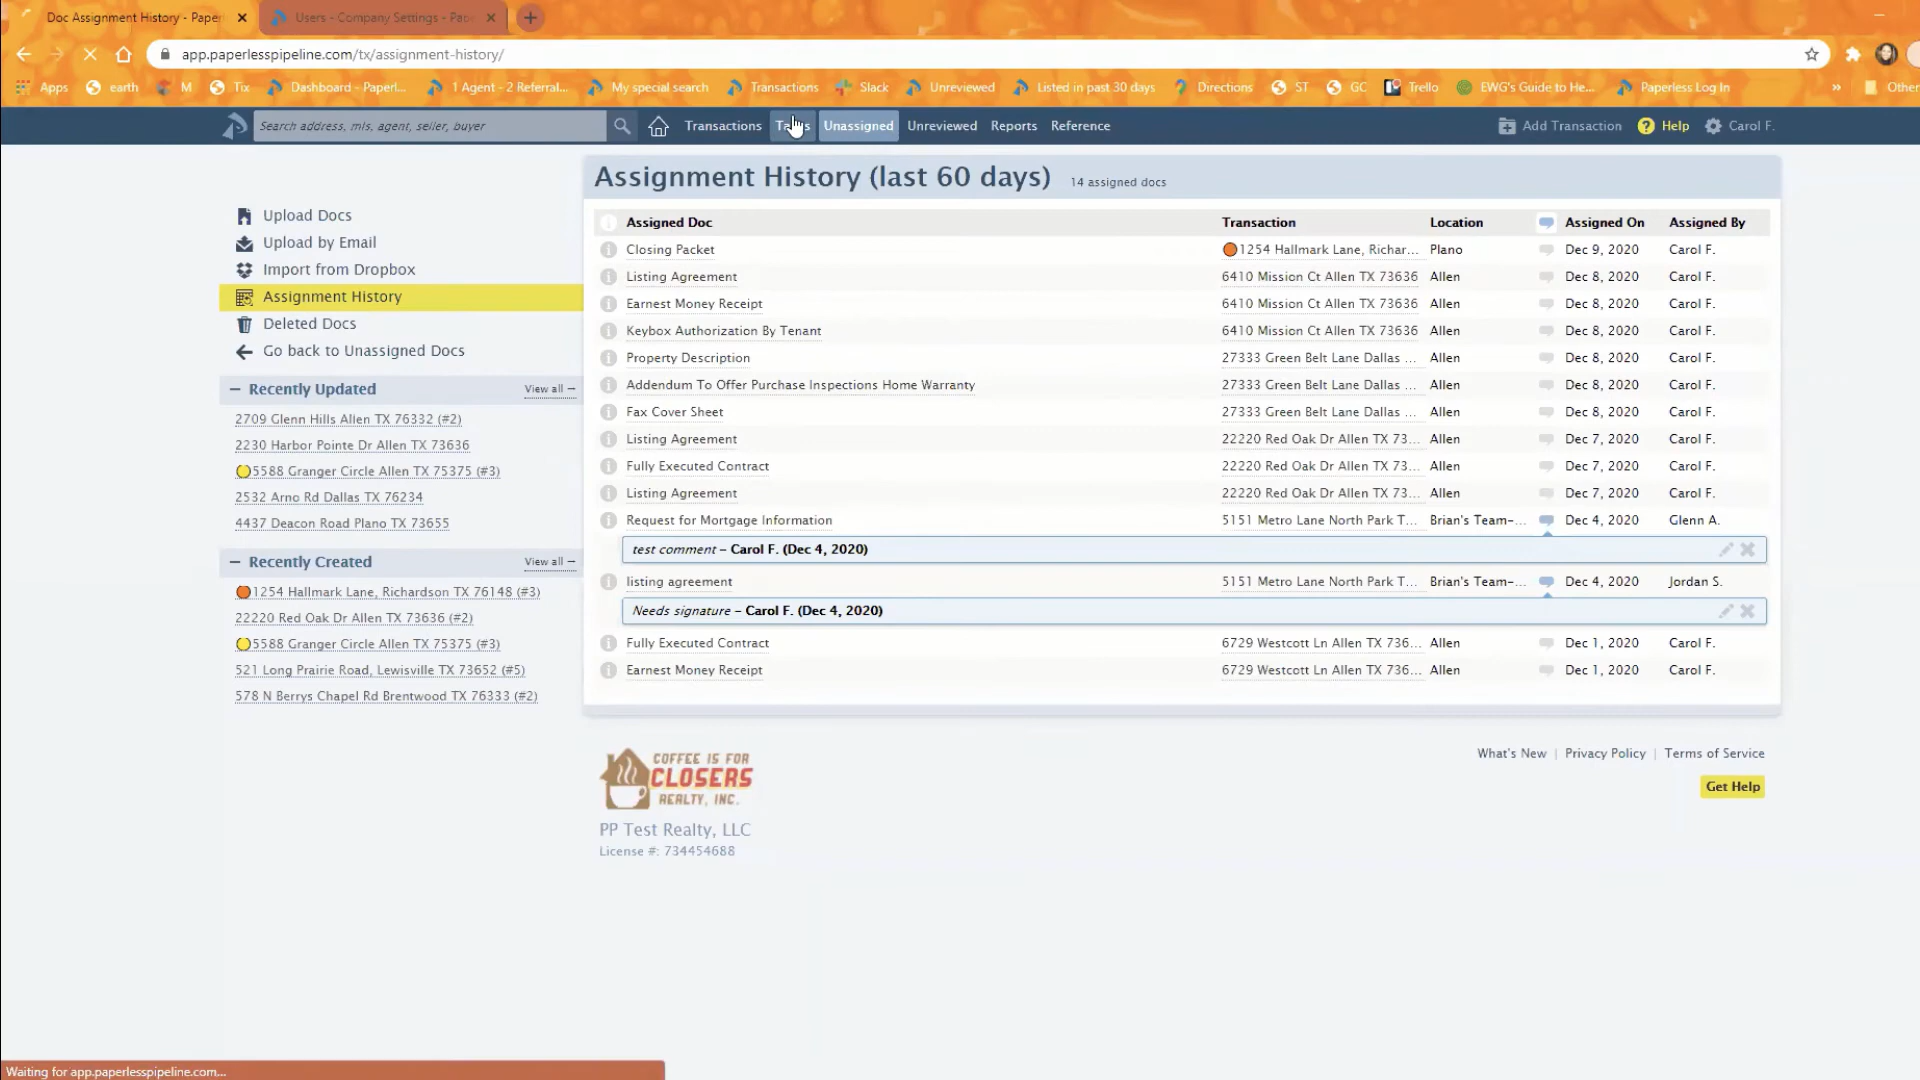 Doc Assignment History - Paper
Users - Company Settings - Pap
app.paperlesspipeline.com/tx/assignment-history/
Apps earth M Tix Dashboard - Paperl... 1 Agent - 2 Referral... My special search Transactions Slack Unreviewed Listed in past 30 days Directions ST GC Trello EWG's Guide to He... Paperless Log In » Other
Search address, mls, agent, seller, buyer Transactions Unassigned Unreviewed Reports Reference Add Transaction ? Help Carol F.
Assignment History (last 60 days) 14 assigned docs
Upload Docs
Upload by Email
Import from Dropbox
Assignment History
Deleted Docs
Go back to Unassigned Docs
Recently Updated View all →
2709 Glenn Hills Allen TX 76332 (#2)
2230 Harbor Pointe Dr Allen TX 73636
5588 Granger Circle Allen TX 75375 (#3)
2532 Arno Rd Dallas TX 76234
4437 Deacon Road Plano TX 73655
Recently Created View all →
1254 Hallmark Lane, Richardson TX 76148 (#3)
22220 Red Oak Dr Allen TX 73636 (#2)
5588 Granger Circle Allen TX 75375 (#3)
521 Long Prairie Road, Lewisville TX 73652 (#5)
578 N Berrys Chapel Rd Brentwood TX 76333 (#2)
Assigned Doc Transaction Location Assigned On Assigned By
Closing Packet 1254 Hallmark Lane, Richar... Plano Dec 9, 2020 Carol F.
Listing Agreement 6410 Mission Ct Allen TX 73636 Allen Dec 8, 2020 Carol F.
Earnest Money Receipt 6410 Mission Ct Allen TX 73636 Allen Dec 8, 2020 Carol F.
Keybox Authorization By Tenant 6410 Mission Ct Allen TX 73636 Allen Dec 8, 2020 Carol F.
Property Description 27333 Green Belt Lane Dallas ... Allen Dec 8, 2020 Carol F.
Addendum To Offer Purchase Inspections Home Warranty 27333 Green Belt Lane Dallas ... Allen Dec 8, 2020 Carol F.
Fax Cover Sheet 27333 Green Belt Lane Dallas ... Allen Dec 8, 2020 Carol F.
Listing Agreement 22220 Red Oak Dr Allen TX 73... Allen Dec 7, 2020 Carol F.
Fully Executed Contract 22220 Red Oak Dr Allen TX 73... Allen Dec 7, 2020 Carol F.
Listing Agreement 22220 Red Oak Dr Allen TX 73... Allen Dec 7, 2020 Carol F.
Request for Mortgage Information 5151 Metro Lane North Park T... Brian's Team-... Dec 4, 2020 Glenn A.
test comment – Carol F. (Dec 4, 2020)
listing agreement 5151 Metro Lane North Park T... Brian's Team-... Dec 4, 2020 Jordan S.
Needs signature – Carol F. (Dec 4, 2020)
Fully Executed Contract 6729 Westcott Ln Allen TX 736... Allen Dec 1, 2020 Carol F.
Earnest Money Receipt 6729 Westcott Ln Allen TX 736... Allen Dec 1, 2020 Carol F.
COFFEE IS FOR
CLOSERS
REALTY, INC.
PP Test Realty, LLC
License #: 734454688
What's New | Privacy Policy | Terms of Service
Get Help
Waiting for app.paperlesspipeline.com...